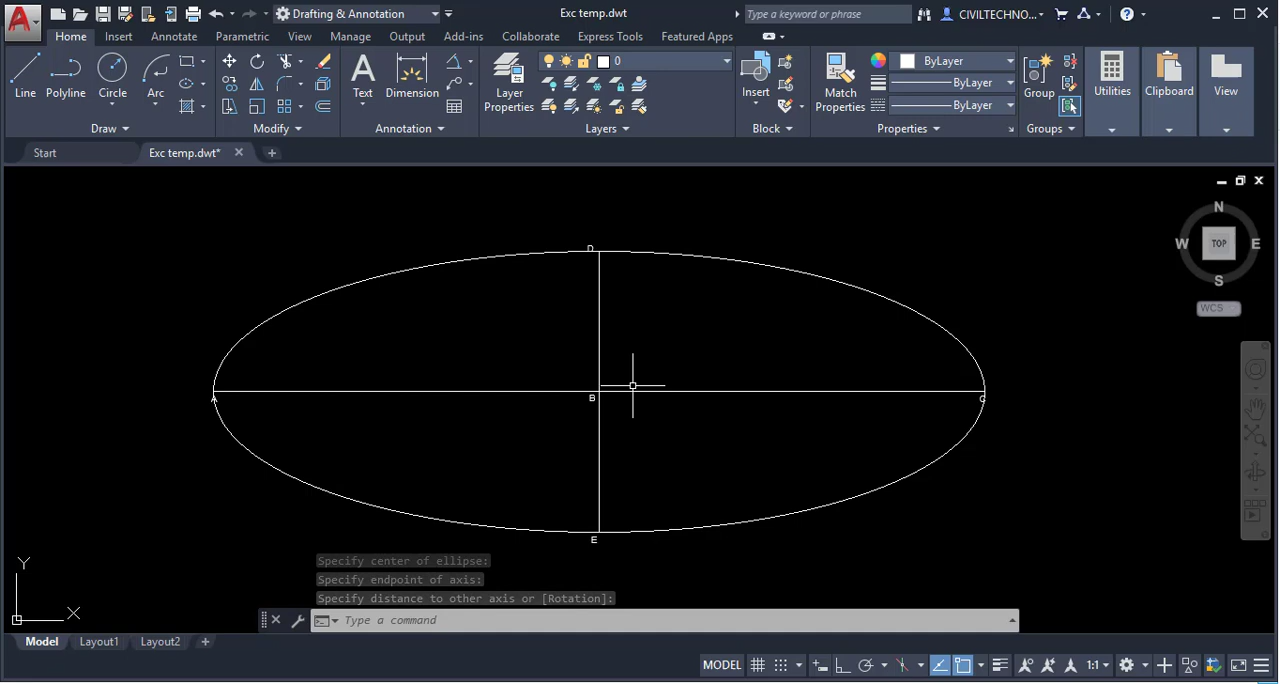 A Drafting & Annotation Exc temp.dwt Type a keyword or phrase CIVILTECHNO... ?
Home Insert Annotate Parametric View Manage Output Add-ins Collaborate Express Tools Featured Apps
Line Polyline Circle Arc Text Dimension Layer Properties 0 Insert Match Properties ByLayer ByLayer ByLayer Group Utilities Clipboard View
Draw Modify Annotation Layers Block Properties Groups
Start Exc temp.dwt* +
N
W TOP E
S
WCS
D
A B C
E
Y
X
Specify center of ellipse:
Specify endpoint of axis:
Specify distance to other axis or [Rotation]:
Type a command
Model Layout1 Layout2 +
MODEL 1:1